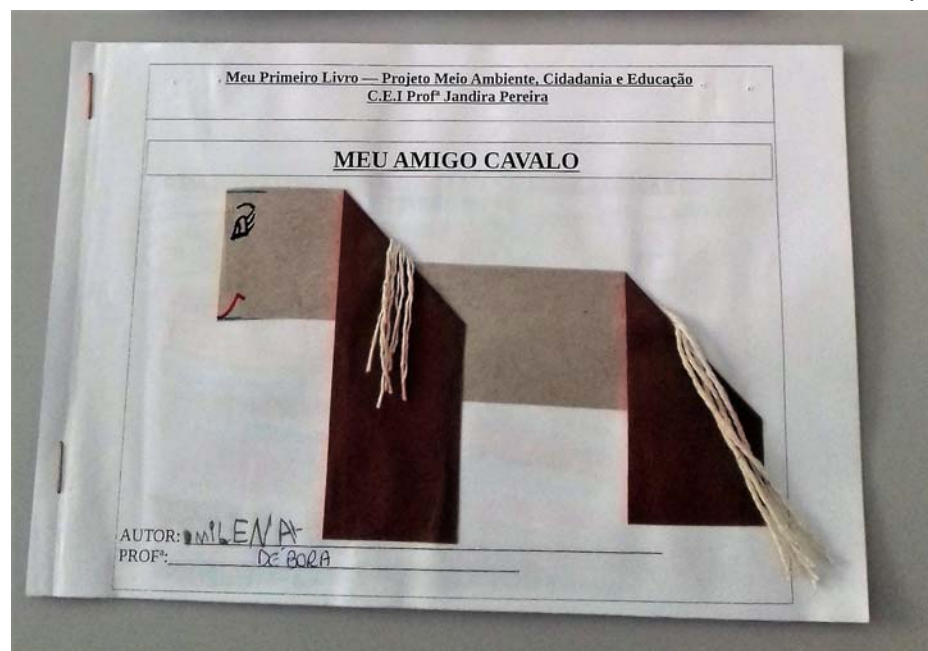 Meu Primeiro Livro — Projeto Meio Ambiente, Cidadania e Educação
C.E.I Profª Jandira Pereira
MEU AMIGO CAVALO
AUTOR: MILENA
PROFª: DÉBORA